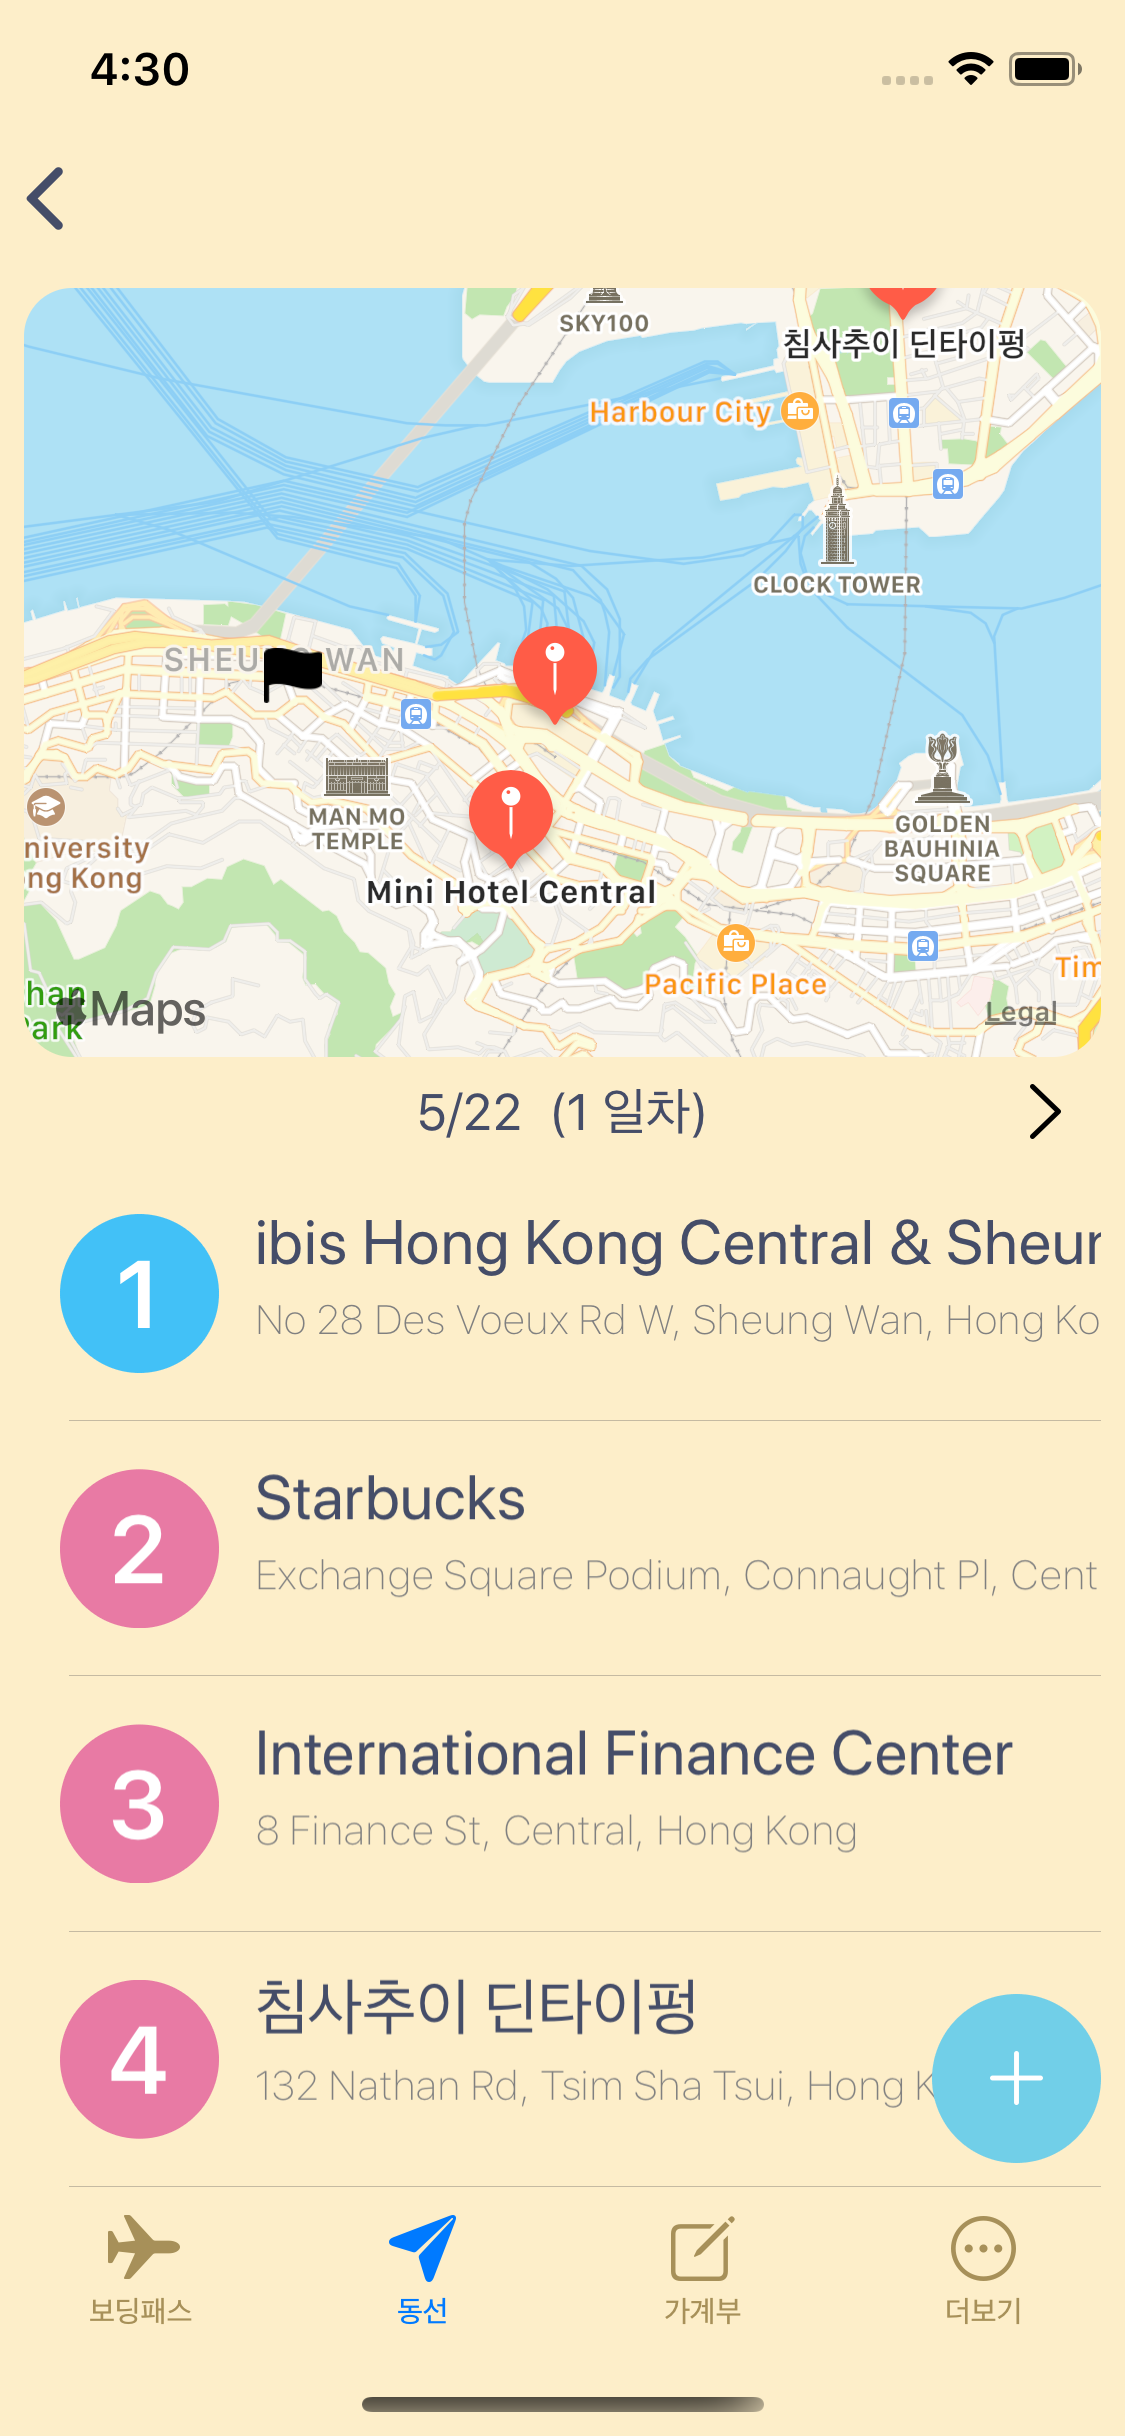 4:30
SKY100
침사추이 딘타이펑
Harbour City
CLOCK TOWER
SHEU WAN
MAN MO
TEMPLE
GOLDEN
BAUHINIA
SQUARE
niversity
ng Kong
Mini Hotel Central
Pacific Place
Tim
han
ark
Maps
Legal
5/22 (1 일차)
1
ibis Hong Kong Central & Sheun
No 28 Des Voeux Rd W, Sheung Wan, Hong Ko
2
Starbucks
Exchange Square Podium, Connaught Pl, Cent
3
International Finance Center
8 Finance St, Central, Hong Kong
4
침사추이 딘타이펑
132 Nathan Rd, Tsim Sha Tsui, Hong K
보딩패스
동선
가계부
더보기